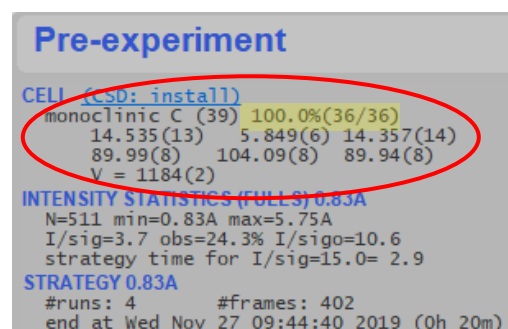 Pre-experiment
CELL (CSD: install)
monoclinic C (39) 100.0%(36/36)
14.535(13) 5.849(6) 14.357(14)
89.99(8) 104.09(8) 89.94(8)
V = 1184(2)
INTENSITY STATISTICS (FULLS) 0.83A
N=511 min=0.83A max=5.75A
I/sig=3.7 obs=24.3% I/sigo=10.6
strategy time for I/sig=15.0= 2.9
STRATEGY 0.83A
#runs: 4 #frames: 402
end at Wed Nov 27 09:44:40 2019 (0h 20m)